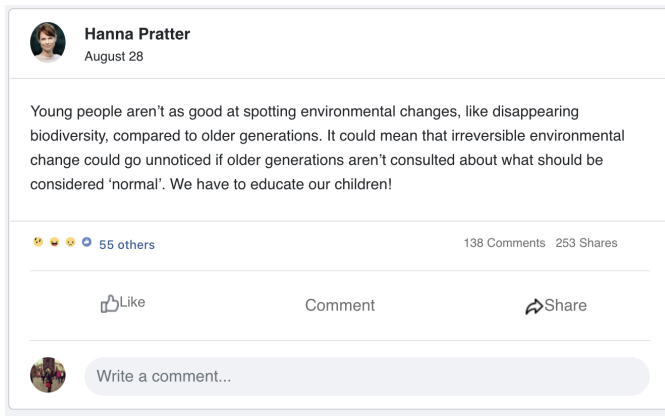 Hanna Pratter
August 28
Young people aren’t as good at spotting environmental changes, like disappearing
biodiversity, compared to older generations. It could mean that irreversible environmental
change could go unnoticed if older generations aren’t consulted about what should be
considered ‘normal’. We have to educate our children!
55 others
138 Comments 253 Shares
Like Comment Share
Write a comment...